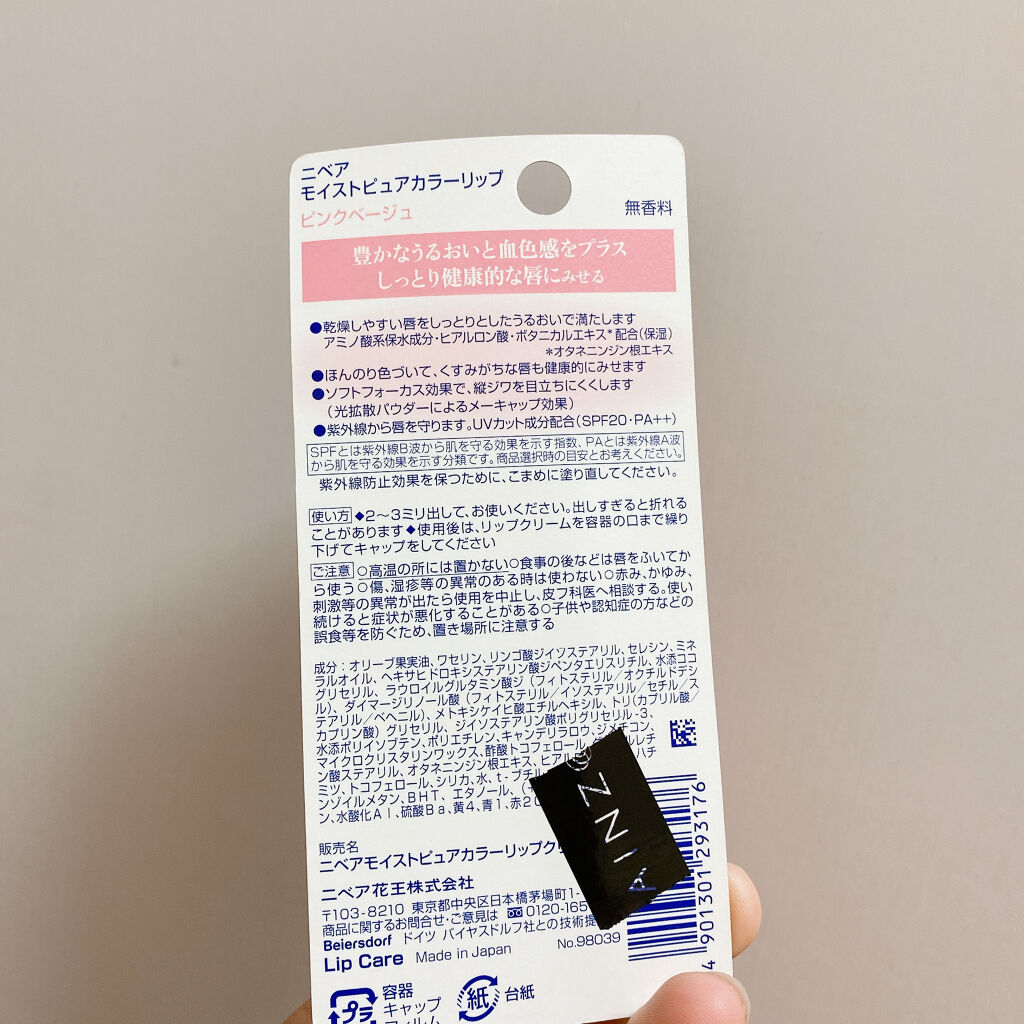 ニベア
モイストピュアカラーリップ
ピンクベージュ
無香料
豊かなうるおいと血色感をプラス
しっとり健康的な唇にみせる
●乾燥しやすい唇をしっとりとしたうるおいで満たします
アミノ酸系保水成分・ヒアルロン酸・ボタニカルエキス*配合(保湿)
*オタネニンジン根エキス
●ほんのり色づいて、くすみがちな唇も健康的にみせます
●ソフトフォーカス効果で、縦ジワを目立ちにくくします
(光拡散パウダーによるメーキャップ効果)
●紫外線から唇を守ります。UVカット成分配合(SPF20・PA++)
SPFとは紫外線B波から肌を守る効果を示す指数、PAとは紫外線A波
から肌を守る効果を示す分類です。商品選択時の目安とお考えください。
紫外線防止効果を保つために、こまめに塗り直してください。
使い方 ◆2〜3ミリ出して、お使いください。出しすぎると折れる
ことがあります◆使用後は、リップクリームを容器の口まで繰り
下げてキャップをしてください
ご注意 ○高温の所には置かない○食事の後などは唇をふいてか
ら使う○傷、湿疹等の異常のある時は使わない○赤み、かゆみ、
刺激等の異常が出たら使用を中止し、皮フ科医へ相談する。使い
続けると症状が悪化することがある○子供や認知症の方などの
誤食等を防ぐため、置き場所に注意する
成分:オリーブ果実油、ワセリン、リンゴ酸ジイソステアリル、セレシン、ミネ
ラルオイル、ヘキサヒドロキシステアリン酸ジペンタエリスリチル、水添ココ
グリセリル、ラウロイルグルタミン酸ジ(フィトステリル/オクチルドデシ
ル)、ダイマージリノール酸(フィトステリル/イソステアリル/セチル/ス
テアリル/ベヘニル)、メトキシケイヒ酸エチルヘキシル、トリ(カプリル酸/
カプリン酸)グリセリル、ジイソステアリン酸ポリグリセリル-3、
水添ポリイソブテン、ポリエチレン、キャンデリラロウ、ジメチコン、
マイクロクリスタリンワックス、酢酸トコフェロール、
ン酸ステアリル、オタネニンジン根エキス、ヒアル ハチ
ミツ、トコフェロール、シリカ、水、t-ブチル
ンゾイルメタン、BHT、エタノール、
ン、水酸化Al、硫酸Ba、黄4、青1、赤20
AINZ
販売名
ニベアモイストピュアカラーリップク
ニベア花王株式会社
〒103-8210 東京都中央区日本橋茅場町1-
商品に関するお問合せ・ご意見は 0120-165
Beiersdorf ドイツ バイヤスドルフ社との技術提
Lip Care Made in Japan No.98039
4 901301 293176
プラ 容器
キャップ
フィルム
紙 台紙